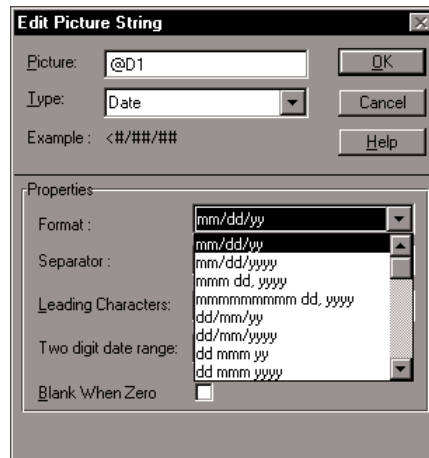 Edit Picture String
Picture: @D1 OK
Type: Date Cancel
Example : <#/##/## Help
Properties
Format : mm/dd/yy
mm/dd/yy
mm/dd/yyyy
Separator :
mmm dd, yyyy
mmmmmmmmmm dd, yyyy
Leading Characters:
dd/mm/yy
dd/mm/yyyy
Two digit date range:
dd mmm yy
dd mmm yyyy
Blank When Zero